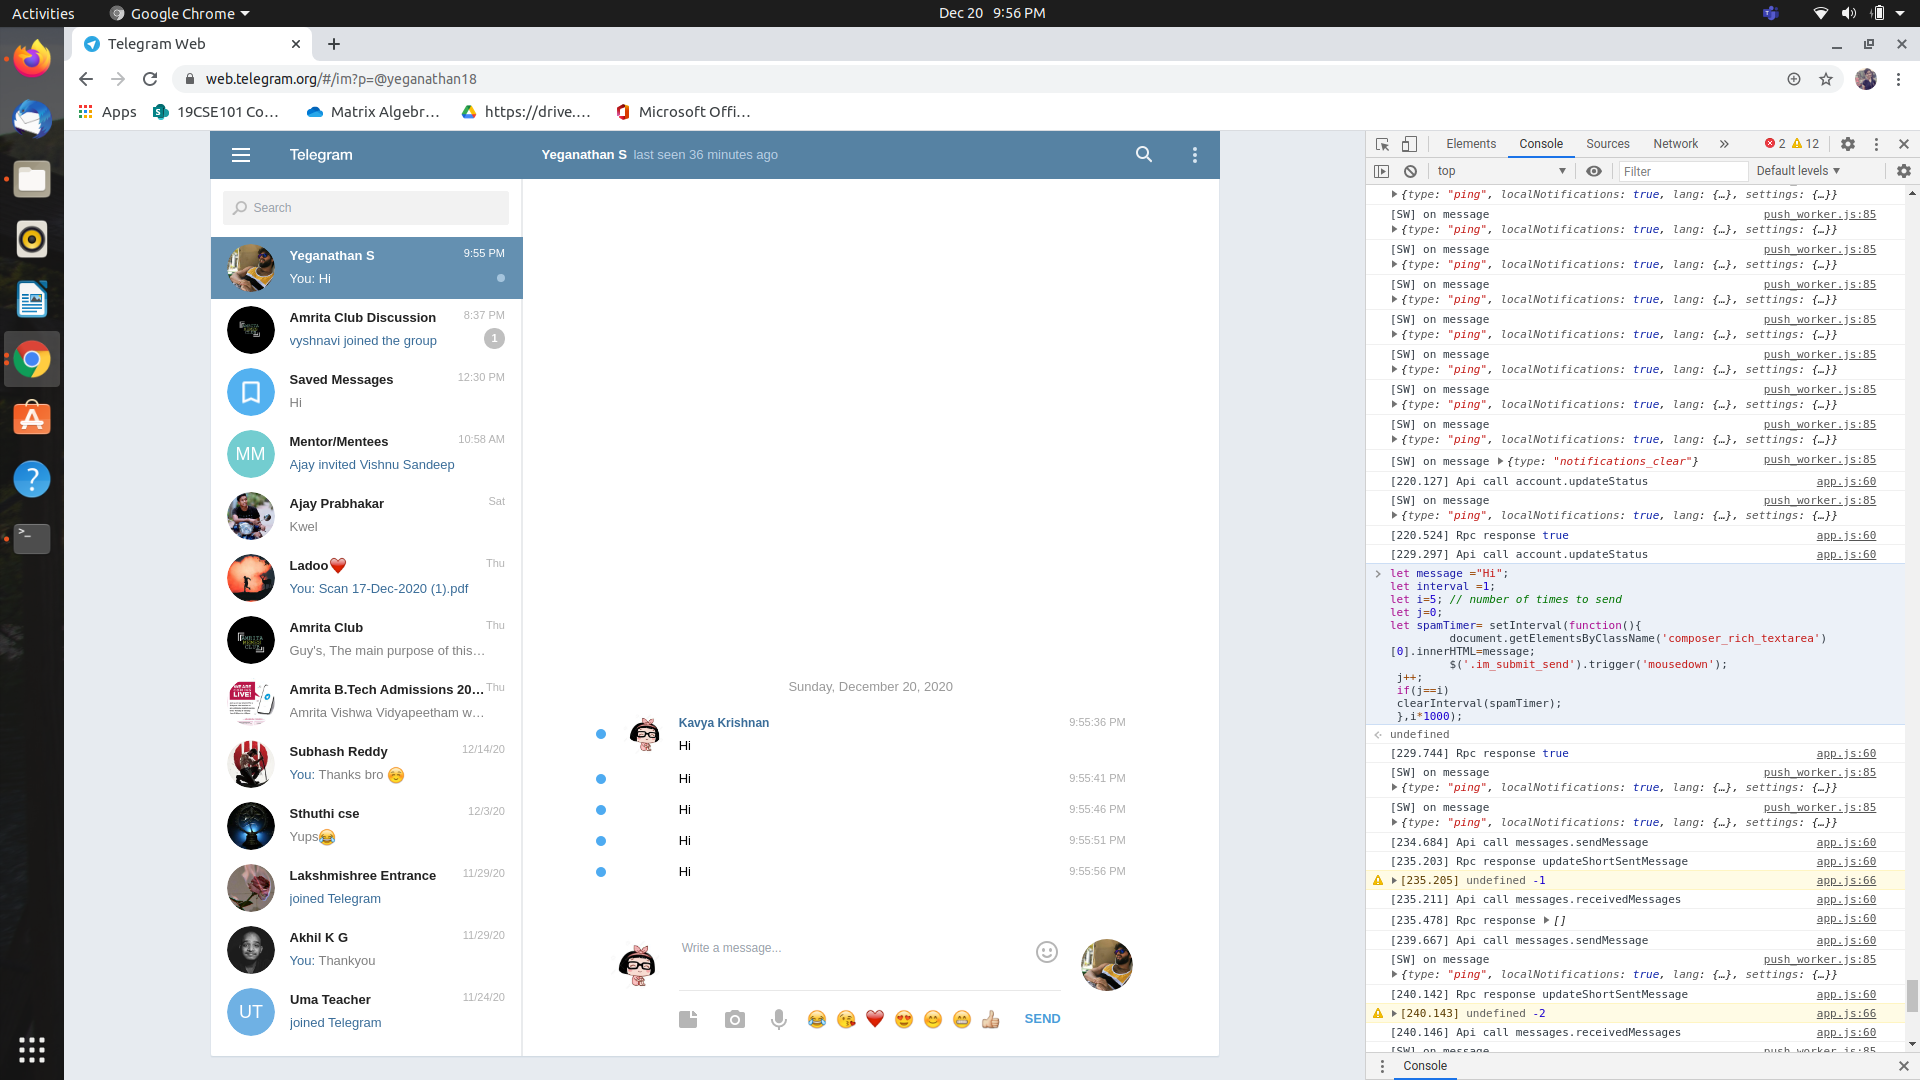 Activities
Google Chrome
Dec 20 9:56 PM
Telegram Web
web.telegram.org/#/im?p=@yeganathan18
Apps
19CSE101 Co…
Matrix Algebr…
https://drive.…
Microsoft Offi…
Telegram
Yeganathan S last seen 36 minutes ago
Search
Yeganathan S 9:55 PM
You: Hi
Amrita Club Discussion 8:37 PM
vyshnavi joined the group 1
Saved Messages 12:30 PM
Hi
MM
Mentor/Mentees 10:58 AM
Ajay invited Vishnu Sandeep
Ajay Prabhakar Sat
Kwel
Ladoo❤️ Thu
You: Scan 17-Dec-2020 (1).pdf
Amrita Club Thu
Guy's, The main purpose of this…
Amrita B.Tech Admissions 20… Thu
Amrita Vishwa Vidyapeetham w…
Subhash Reddy 12/14/20
You: Thanks bro ☺️
Sthuthi cse 12/3/20
Yups😂
Lakshmishree Entrance 11/29/20
joined Telegram
Akhil K G 11/29/20
You: Thankyou
UT
Uma Teacher 11/24/20
joined Telegram
Sunday, December 20, 2020
Kavya Krishnan 9:55:36 PM
Hi
Hi 9:55:41 PM
Hi 9:55:46 PM
Hi 9:55:51 PM
Hi 9:55:56 PM
Write a message...
SEND
Elements Console Sources Network » 2 12
top Filter Default levels
{type: "ping", localNotifications: true, lang: {…}, settings: {…}}
[SW] on message push_worker.js:85
{type: "ping", localNotifications: true, lang: {…}, settings: {…}}
[SW] on message push_worker.js:85
{type: "ping", localNotifications: true, lang: {…}, settings: {…}}
[SW] on message push_worker.js:85
{type: "ping", localNotifications: true, lang: {…}, settings: {…}}
[SW] on message push_worker.js:85
{type: "ping", localNotifications: true, lang: {…}, settings: {…}}
[SW] on message push_worker.js:85
{type: "ping", localNotifications: true, lang: {…}, settings: {…}}
[SW] on message push_worker.js:85
{type: "ping", localNotifications: true, lang: {…}, settings: {…}}
[SW] on message push_worker.js:85
{type: "ping", localNotifications: true, lang: {…}, settings: {…}}
[SW] on message {type: "notifications_clear"} push_worker.js:85
[220.127] Api call account.updateStatus app.js:60
[SW] on message push_worker.js:85
{type: "ping", localNotifications: true, lang: {…}, settings: {…}}
[220.524] Rpc response true app.js:60
[229.297] Api call account.updateStatus app.js:60
let message ="Hi";
let interval =1;
let i=5; // number of times to send
let j=0;
let spamTimer= setInterval(function(){
document.getElementsByClassName('composer_rich_textarea')
[0].innerHTML=message;
$('.im_submit_send').trigger('mousedown');
j++;
if(j==i)
clearInterval(spamTimer);
},i*1000);
undefined
[229.744] Rpc response true app.js:60
[SW] on message push_worker.js:85
{type: "ping", localNotifications: true, lang: {…}, settings: {…}}
[SW] on message push_worker.js:85
{type: "ping", localNotifications: true, lang: {…}, settings: {…}}
[234.684] Api call messages.sendMessage app.js:60
[235.203] Rpc response updateShortSentMessage app.js:60
[235.205] undefined -1 app.js:66
[235.211] Api call messages.receivedMessages app.js:60
[235.478] Rpc response [] app.js:60
[239.667] Api call messages.sendMessage app.js:60
[SW] on message push_worker.js:85
{type: "ping", localNotifications: true, lang: {…}, settings: {…}}
[240.142] Rpc response updateShortSentMessage app.js:60
[240.143] undefined -2 app.js:66
[240.146] Api call messages.receivedMessages app.js:60
[SW] on message push_worker.js:85
Console